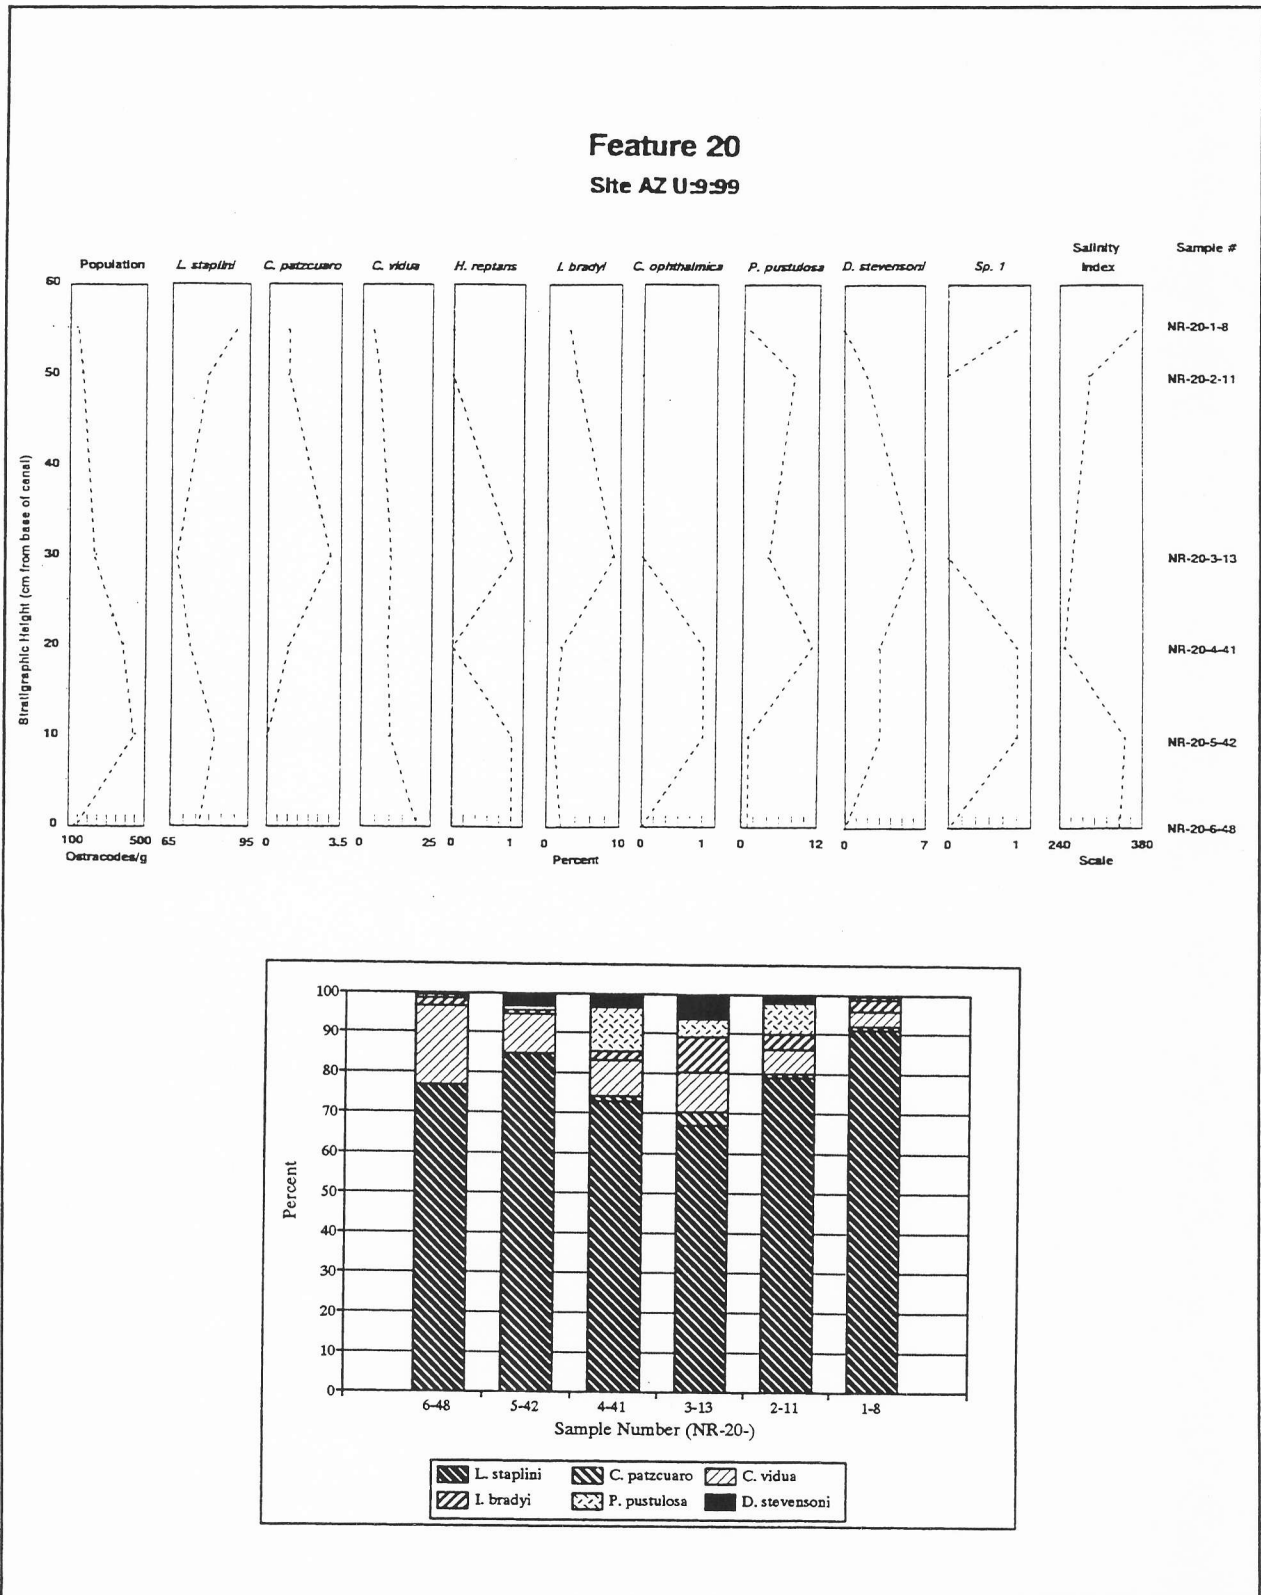 Feature 20
Site AZ U:9:99
Salinity Sample #
Population L. staplini C. patzcuaro C. vidua H. reptans I. bradyi C. ophthalmica P. pustulosa D. stevensoni Sp. 1 Index
60
NR-20-1-8
50 NR-20-2-11
40
30 NR-20-3-13
20 NR-20-4-41
10 NR-20-5-42
0 NR-20-6-48
Stratigraphic Height (cm from base of canal)
100 500 65 95 0 3.5 0 25 0 1 0 10 0 1 0 12 0 7 0 1 240 380
Ostracodes/g Percent Scale
100
90
80
70
60
50
40
30
20
10
0
Percent
6-48 5-42 4-41 3-13 2-11 1-8
Sample Number (NR-20-)
L. staplini C. patzcuaro C. vidua
I. bradyi P. pustulosa D. stevensoni